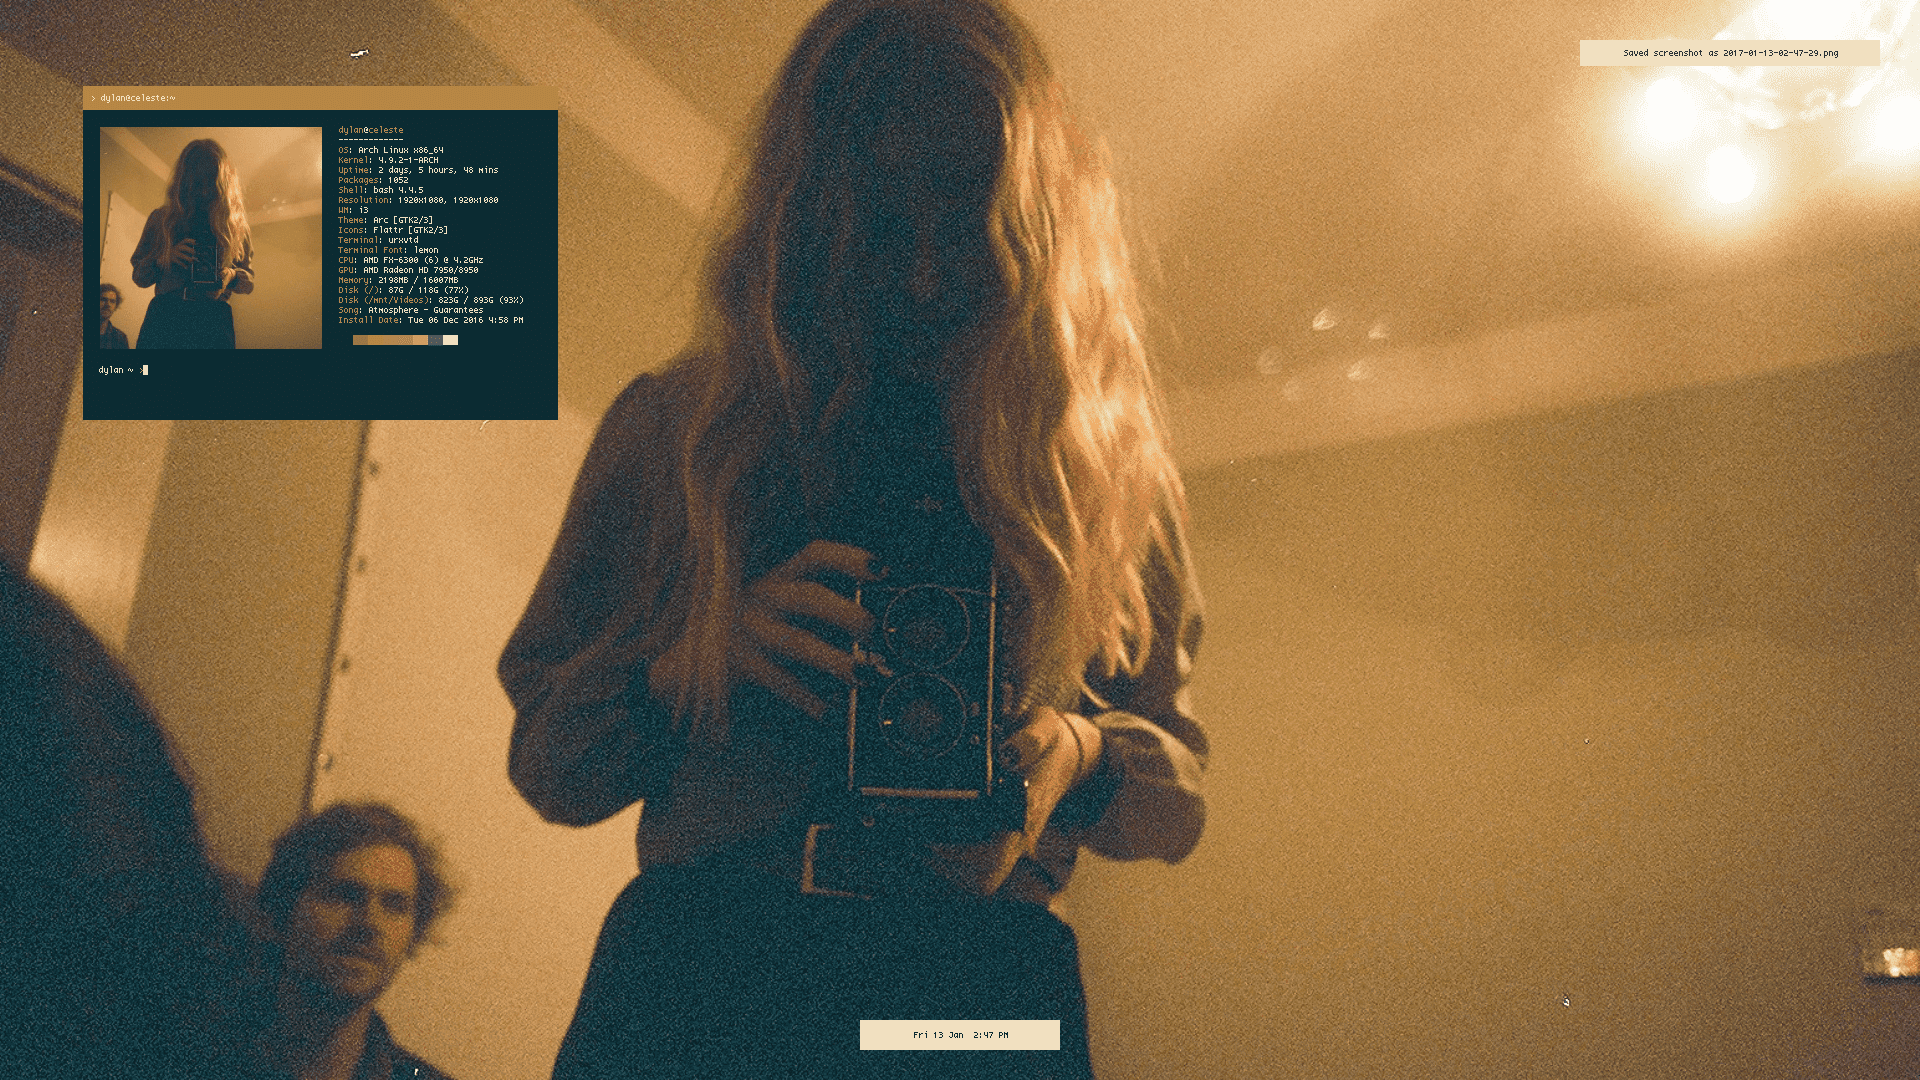 Saved screenshot as 2017-01-13-02-47-29.png
> dylan@celeste:~
dylan@celeste
-------------
OS: Arch Linux x86_64
Kernel: 4.9.2-1-ARCH
Uptime: 2 days, 5 hours, 48 mins
Packages: 1052
Shell: bash 4.4.5
Resolution: 1920x1080, 1920x1080
WM: i3
Theme: Arc [GTK2/3]
Icons: Flattr [GTK2/3]
Terminal: urxvtd
Terminal Font: lemon
CPU: AMD FX-6300 (6) @ 4.2GHz
GPU: AMD Radeon HD 7950/8950
Memory: 2198MB / 16007MB
Disk (/): 87G / 118G (77%)
Disk (/mnt/Videos): 823G / 893G (93%)
Song: Atmosphere - Guarantees
Install Date: Tue 06 Dec 2016 4:58 PM
dylan ~ >
Fri 13 Jan 2:47 PM